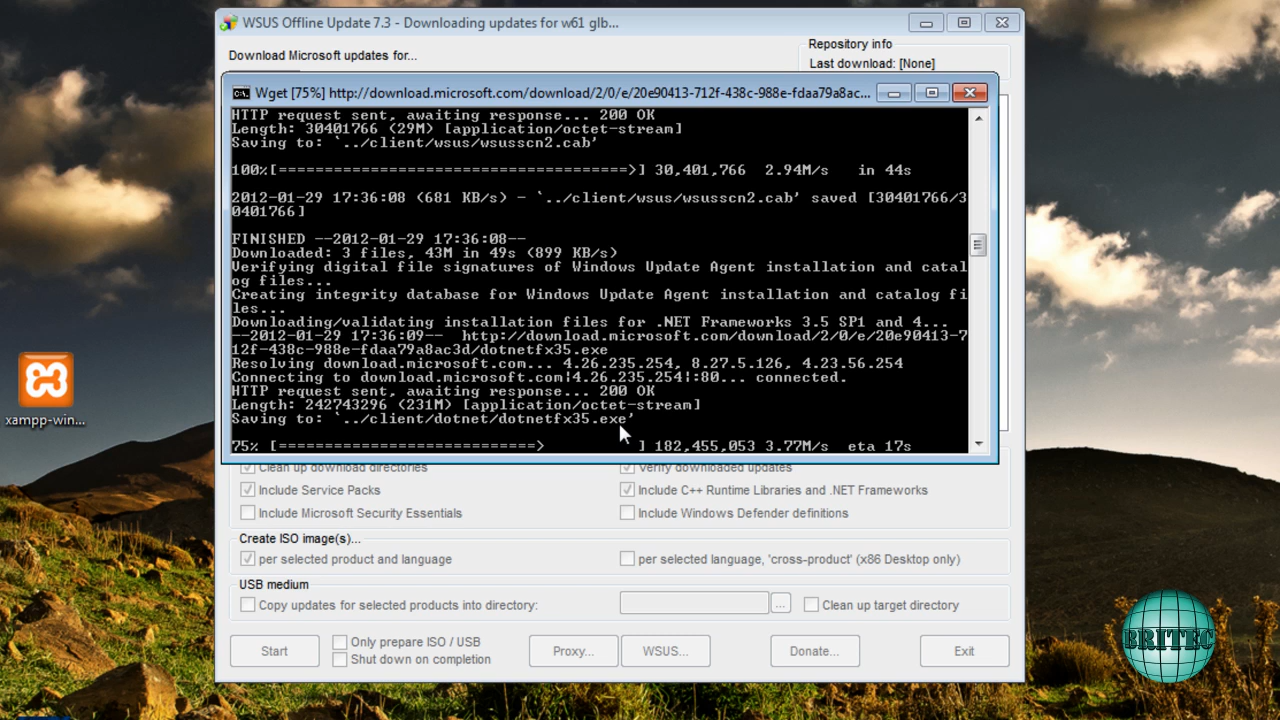 WSUS Offline Update 7.3 - Downloading updates for w61 glb...
Download Microsoft updates for...
Repository info
Last download: [None]
Wget [75%] http://download.microsoft.com/download/2/0/e/20e90413-712f-438c-988e-fdaa79a8ac...
HTTP request sent, awaiting response... 200 OK
Length: 30401766 (29M) [application/octet-stream]
Saving to: `../client/wsus/wsusscn2.cab'
100%[======================================>] 30,401,766 2.94M/s in 44s
2012-01-29 17:36:08 (681 KB/s) - `../client/wsus/wsusscn2.cab' saved [30401766/3
0401766]
FINISHED --2012-01-29 17:36:08--
Downloaded: 3 files, 43M in 49s (899 KB/s)
Verifying digital file signatures of Windows Update Agent installation and catal
og files...
Creating integrity database for Windows Update Agent installation and catalog fi
les...
Downloading/validating installation files for .NET Frameworks 3.5 SP1 and 4...
--2012-01-29 17:36:09-- http://download.microsoft.com/download/2/0/e/20e90413-7
12f-438c-988e-fdaa79a8ac3d/dotnetfx35.exe
Resolving download.microsoft.com... 4.26.235.254, 8.27.5.126, 4.23.56.254
Connecting to download.microsoft.com|4.26.235.254|:80... connected.
HTTP request sent, awaiting response... 200 OK
Length: 242743296 (231M) [application/octet-stream]
Saving to: `../client/dotnet/dotnetfx35.exe'
75% [============================> ] 182,455,053 3.77M/s eta 17s
xampp-win...
Clean up download directories
Verify downloaded updates
Include Service Packs
Include C++ Runtime Libraries and .NET Frameworks
Include Microsoft Security Essentials
Include Windows Defender definitions
Create ISO image(s)...
per selected product and language
per selected language, 'cross-product' (x86 Desktop only)
USB medium
Copy updates for selected products into directory:
...
Clean up target directory
Start
Only prepare ISO / USB
Shut down on completion
Proxy...
WSUS...
Donate...
Exit
BRITEC